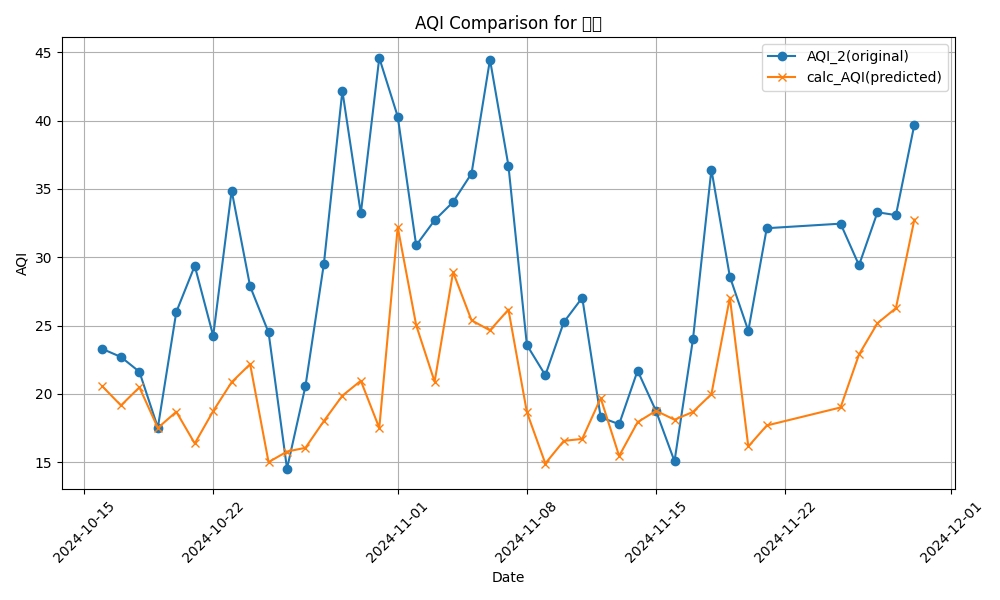 AQI Comparison for
AQI_2(original)
calc_AQI(predicted)
45
40
35
30
25
20
15
AQI
2024-10-15
2024-10-22
2024-11-01
2024-11-08
2024-11-15
2024-11-22
2024-12-01
Date